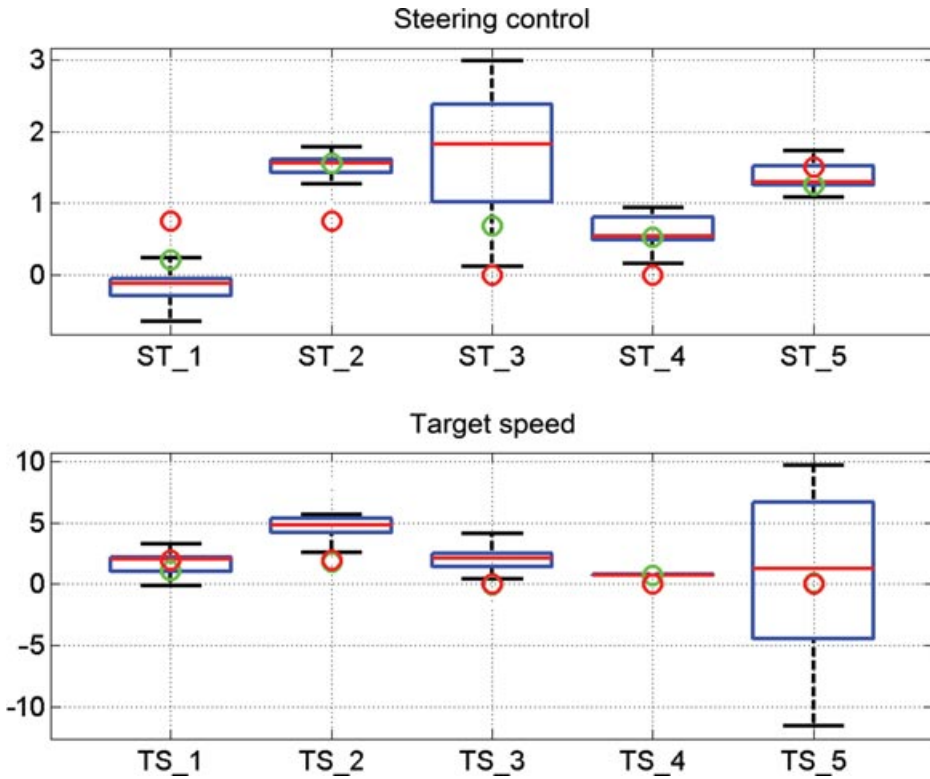 Steering control
3
2
1
0
ST_1 ST_2 ST_3 ST_4 ST_5
Target speed
10
5
0
-5
-10
TS_1 TS_2 TS_3 TS_4 TS_5